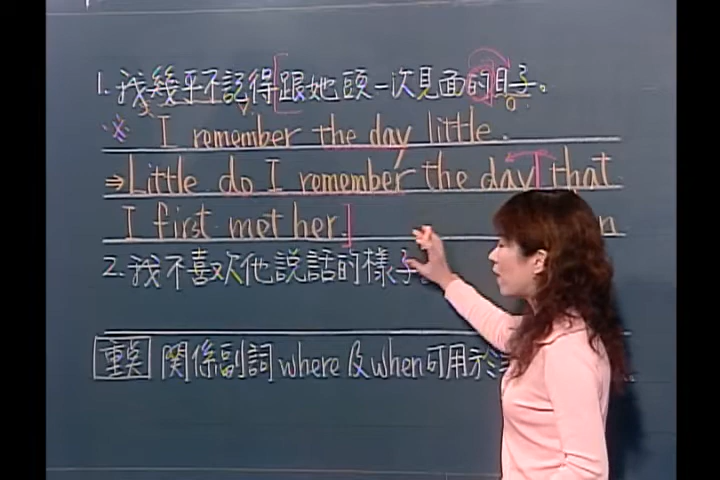 1. 我幾乎不記得跟她頭一次見面的日子。
※ I remember the day little.
⇒ Little do I remember the day that
I first met her.
2. 我不喜歡他說話的樣子
重點 關係副詞 where 及 when 可用於